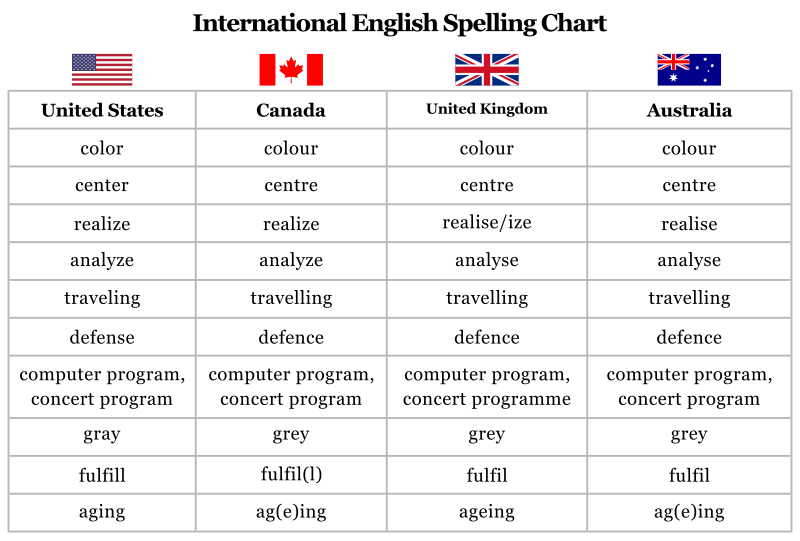 International English Spelling Chart
United States Canada United Kingdom Australia
color colour colour colour
center centre centre centre
realize realize realise/ize realise
analyze analyze analyse analyse
traveling travelling travelling travelling
defense defence defence defence
computer program, computer program, computer program, computer program,
concert program concert program concert programme concert program
gray grey grey grey
fulfill fulfil(l) fulfil fulfil
aging ag(e)ing ageing ag(e)ing